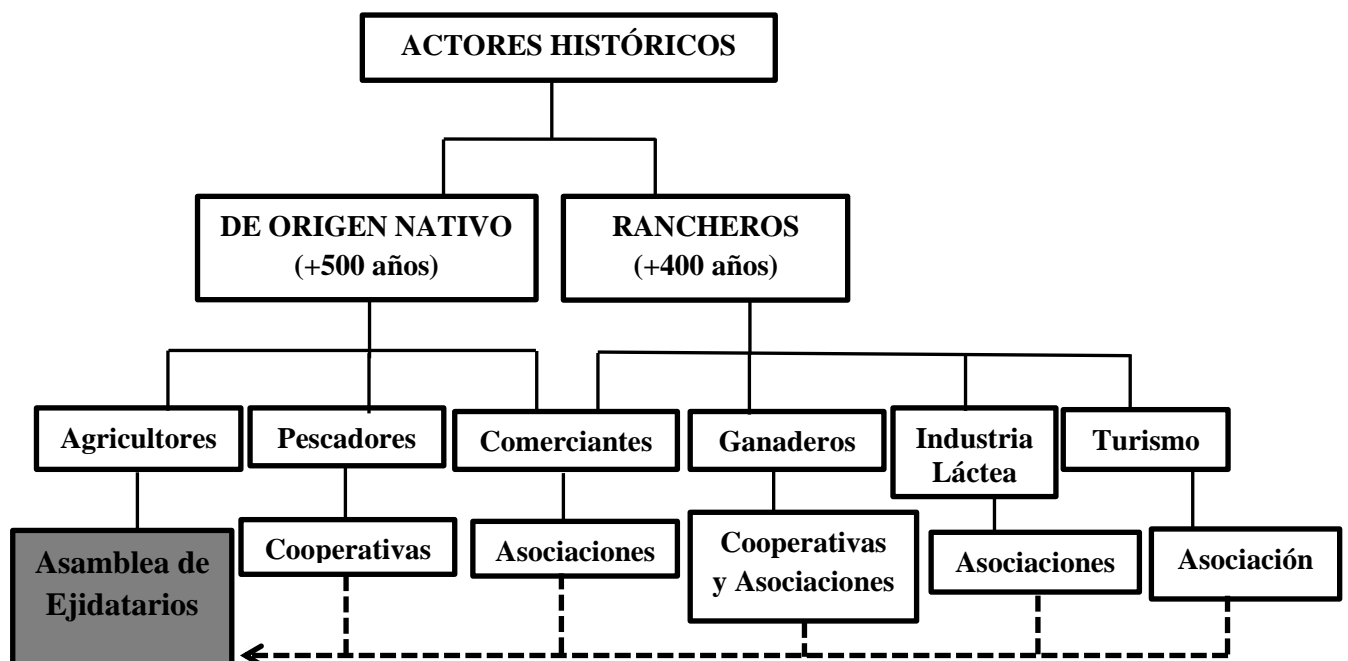 ACTORES HISTÓRICOS
DE ORIGEN NATIVO
(+500 años)
RANCHEROS
(+400 años)
Agricultores
Pescadores
Comerciantes
Ganaderos
Industria
Láctea
Turismo
Asamblea de
Ejidatarios
Cooperativas
Asociaciones
Cooperativas
y Asociaciones
Asociaciones
Asociación